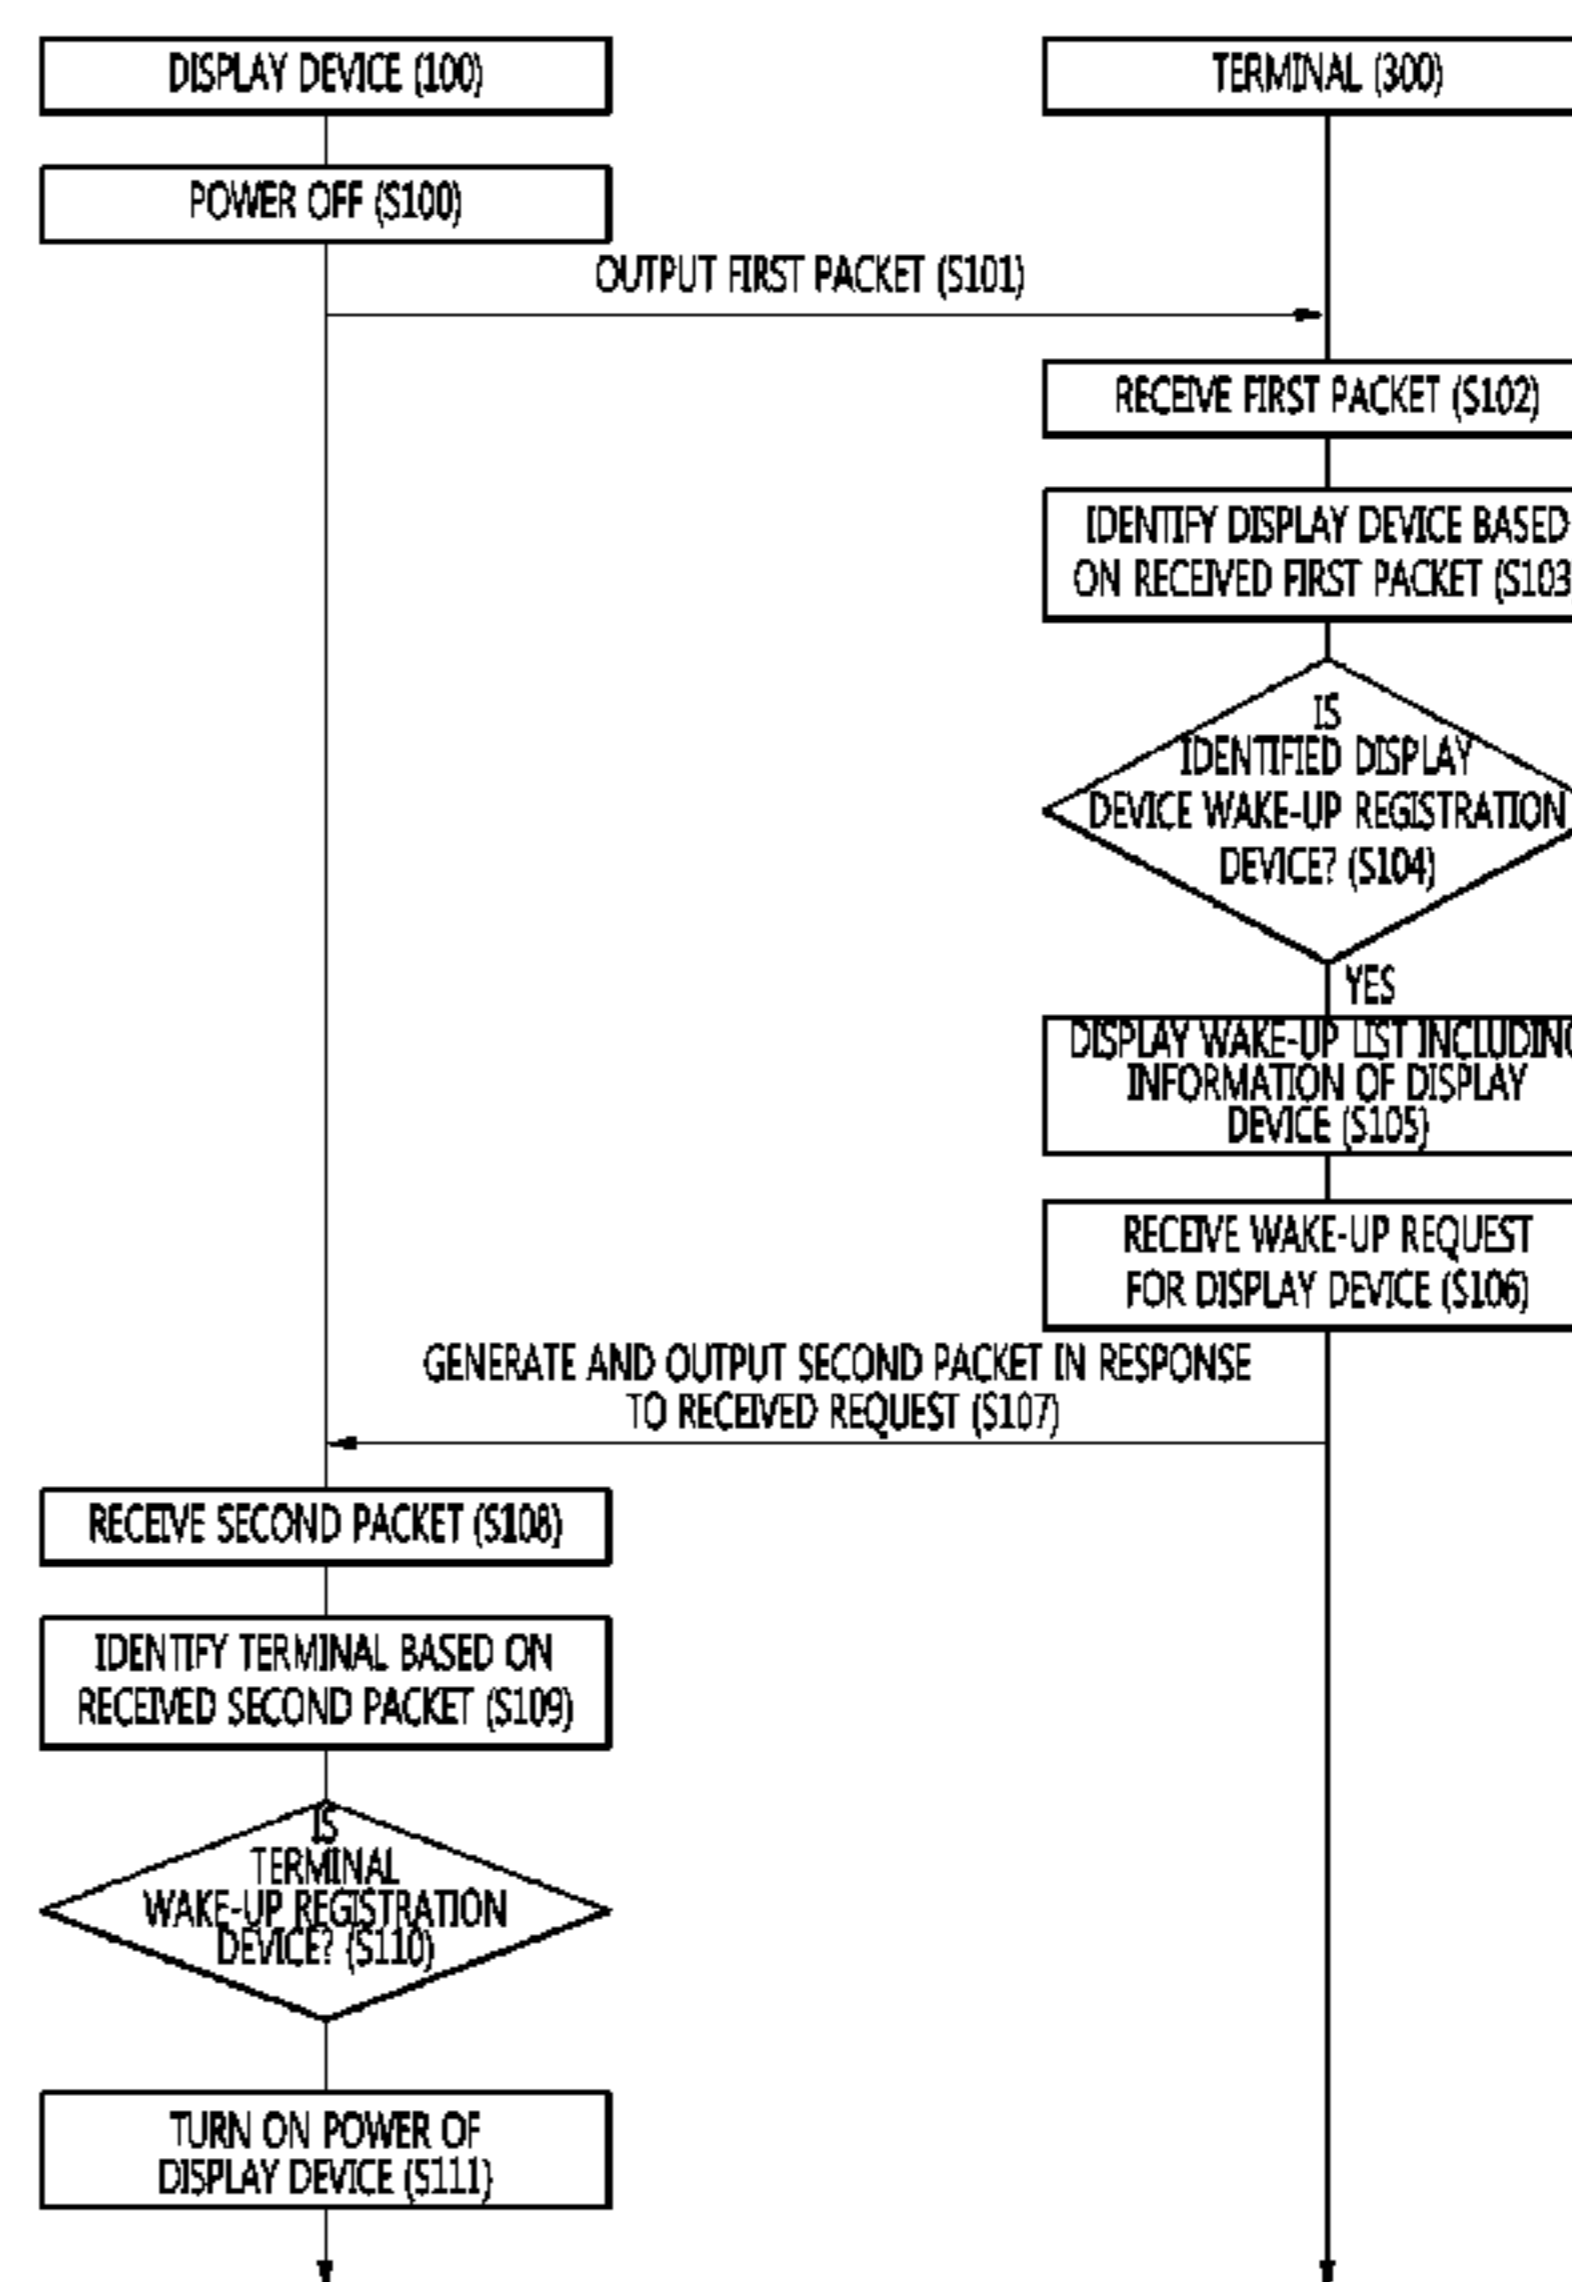 DISPLAY DEVICE (100)
TERMINAL (300)
POWER OFF (S100)
OUTPUT FIRST PACKET (S101)
RECEIVE FIRST PACKET (S102)
IDENTIFY DISPLAY DEVICE BASED
ON RECEIVED FIRST PACKET (S103
IS
IDENTIFIED DISPLAY
DEVICE WAKE-UP REGISTRATION
DEVICE? (S104)
YES
DISPLAY WAKE-UP LIST INCLUDING
INFORMATION OF DISPLAY
DEVICE (S105)
RECEIVE WAKE-UP REQUEST
FOR DISPLAY DEVICE (S106)
GENERATE AND OUTPUT SECOND PACKET IN RESPONSE
TO RECEIVED REQUEST (S107)
RECEIVE SECOND PACKET (S108)
IDENTIFY TERMINAL BASED ON
RECEIVED SECOND PACKET (S109)
IS
TERMINAL
WAKE-UP REGISTRATION
DEVICE? (S110)
TURN ON POWER OF
DISPLAY DEVICE (S111)